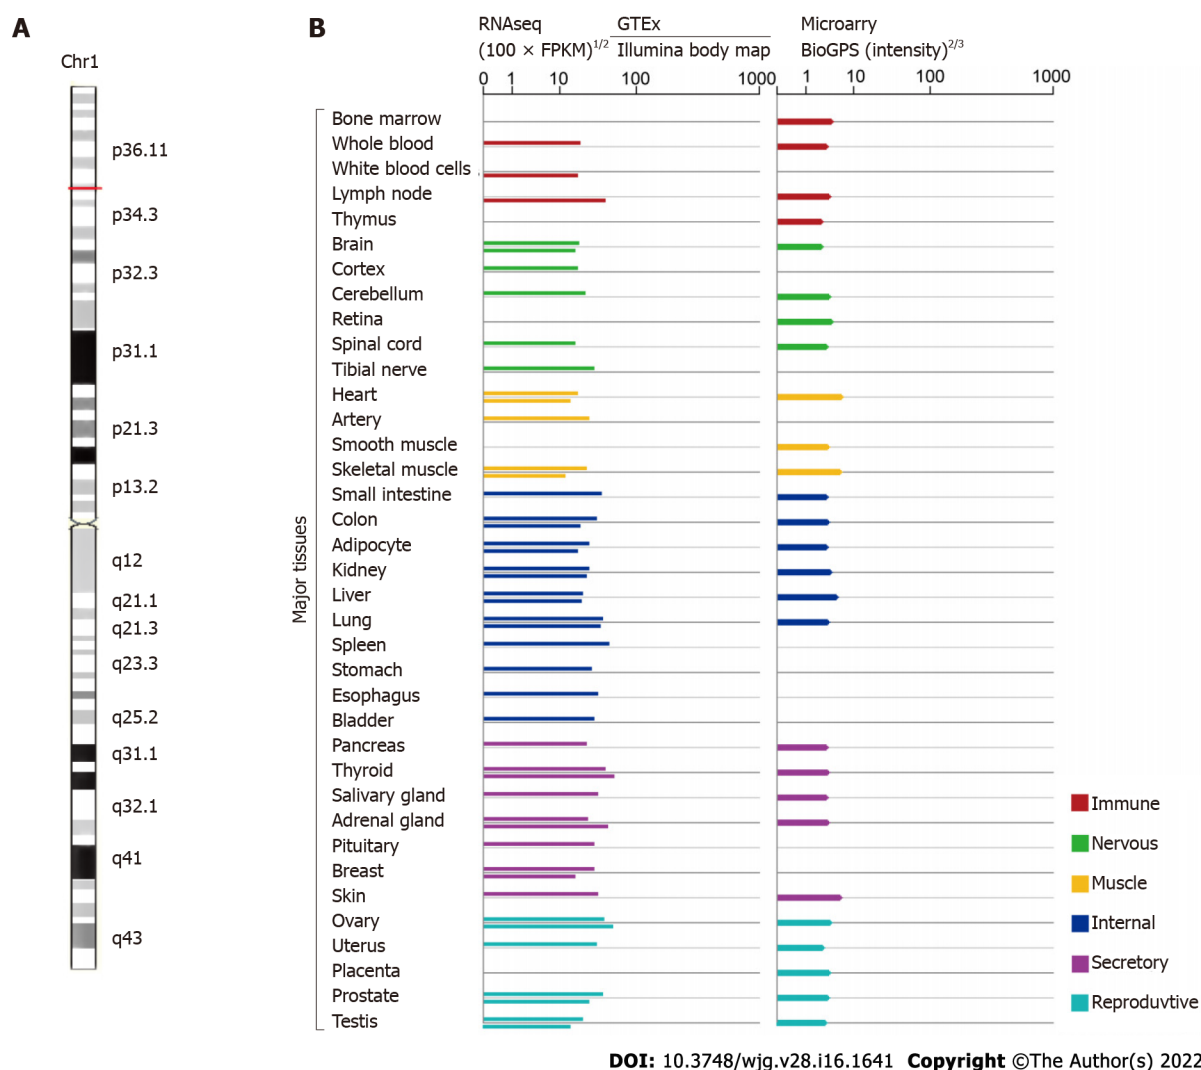 A
Chr1
p36.11
p34.3
p32.3
p31.1
p21.3
p13.2
q12
q21.1
q21.3
q23.3
q25.2
q31.1
q32.1
q41
q43
B
RNAseq GTEx
(100 × FPKM)1/2 Illumina body map
0 1 10 100 1000
Microarry
BioGPS (intensity)2/3
0 1 10 100 1000
Major tissues
Bone marrow
Whole blood
White blood cells
Lymph node
Thymus
Brain
Cortex
Cerebellum
Retina
Spinal cord
Tibial nerve
Heart
Artery
Smooth muscle
Skeletal muscle
Small intestine
Colon
Adipocyte
Kidney
Liver
Lung
Spleen
Stomach
Esophagus
Bladder
Pancreas
Thyroid
Salivary gland
Adrenal gland
Pituitary
Breast
Skin
Ovary
Uterus
Placenta
Prostate
Testis
Immune
Nervous
Muscle
Internal
Secretory
Reproduvtive
DOI: 10.3748/wjg.v28.i16.1641 Copyright ©The Author(s) 2022